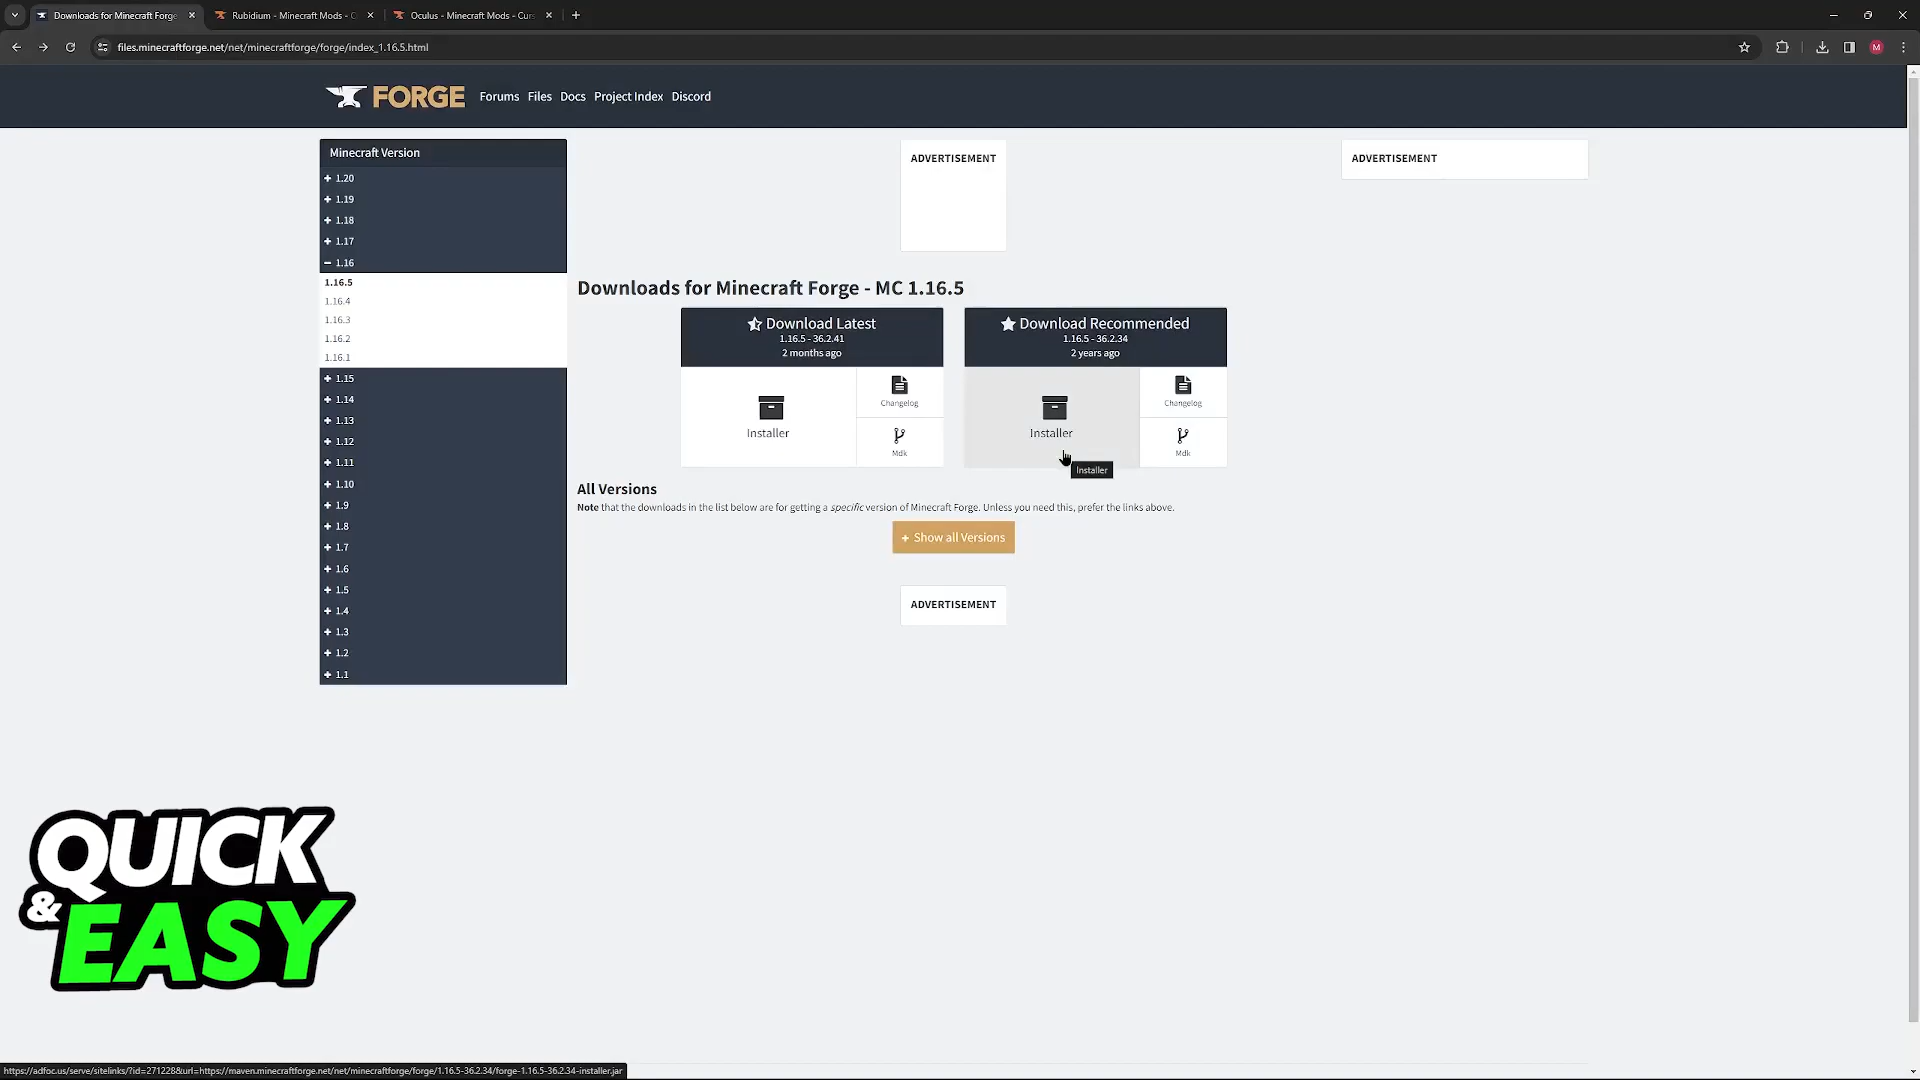 Downloads for Minecraft Forge
Rubidium - Minecraft Mods - C
Oculus - Minecraft Mods - Curs
files.minecraftforge.net/net/minecraftforge/forge/index_1.16.5.html
M
FORGE
Forums Files Docs Project Index Discord
Minecraft Version
1.20
1.19
1.18
1.17
1.16
1.16.5
1.16.4
1.16.3
1.16.2
1.16.1
1.15
1.14
1.13
1.12
1.11
1.10
1.9
1.8
1.7
1.6
1.5
1.4
1.3
1.2
1.1
ADVERTISEMENT
ADVERTISEMENT
Downloads for Minecraft Forge - MC 1.16.5
Download Latest
1.16.5 - 36.2.41
2 months ago
Installer
Changelog
Mdk
Download Recommended
1.16.5 - 36.2.34
2 years ago
Installer
Changelog
Mdk
Installer
All Versions
Note that the downloads in the list below are for getting a specific version of Minecraft Forge. Unless you need this, prefer the links above.
+ Show all Versions
ADVERTISEMENT
QUICK
& EASY
https://adfoc.us/serve/sitelinks/?id=271228&url=https://maven.minecraftforge.net/net/minecraftforge/forge/1.16.5-36.2.34/forge-1.16.5-36.2.34-installer.jar